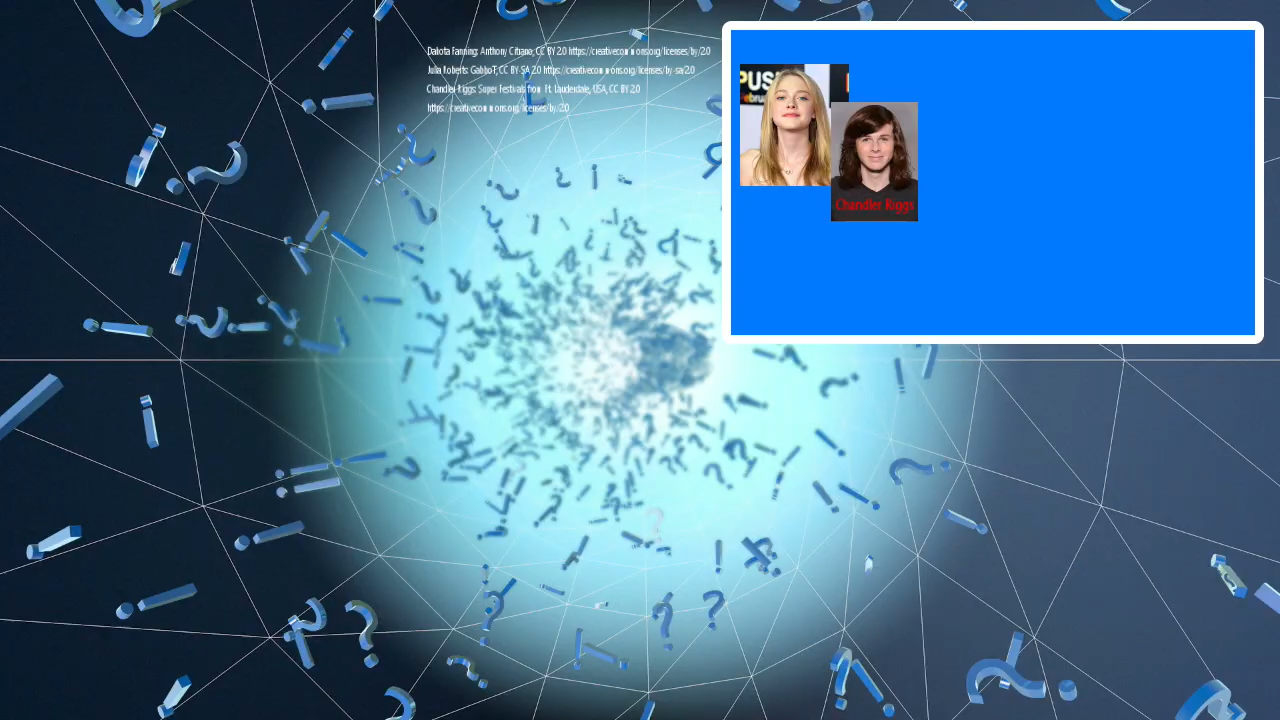 Dakota Fanning: Anthony Citrano, CC BY 2.0 https://creativecommons.org/licenses/by/2.0
Julia Roberts: GabboT, CC BY-SA 2.0 https://creativecommons.org/licenses/by-sa/2.0
Chandler Riggs: Super Festivals from Ft. Lauderdale, USA, CC BY 2.0
https://creativecommons.org/licenses/by/2.0
PUS
Februa
Chandler Riggs